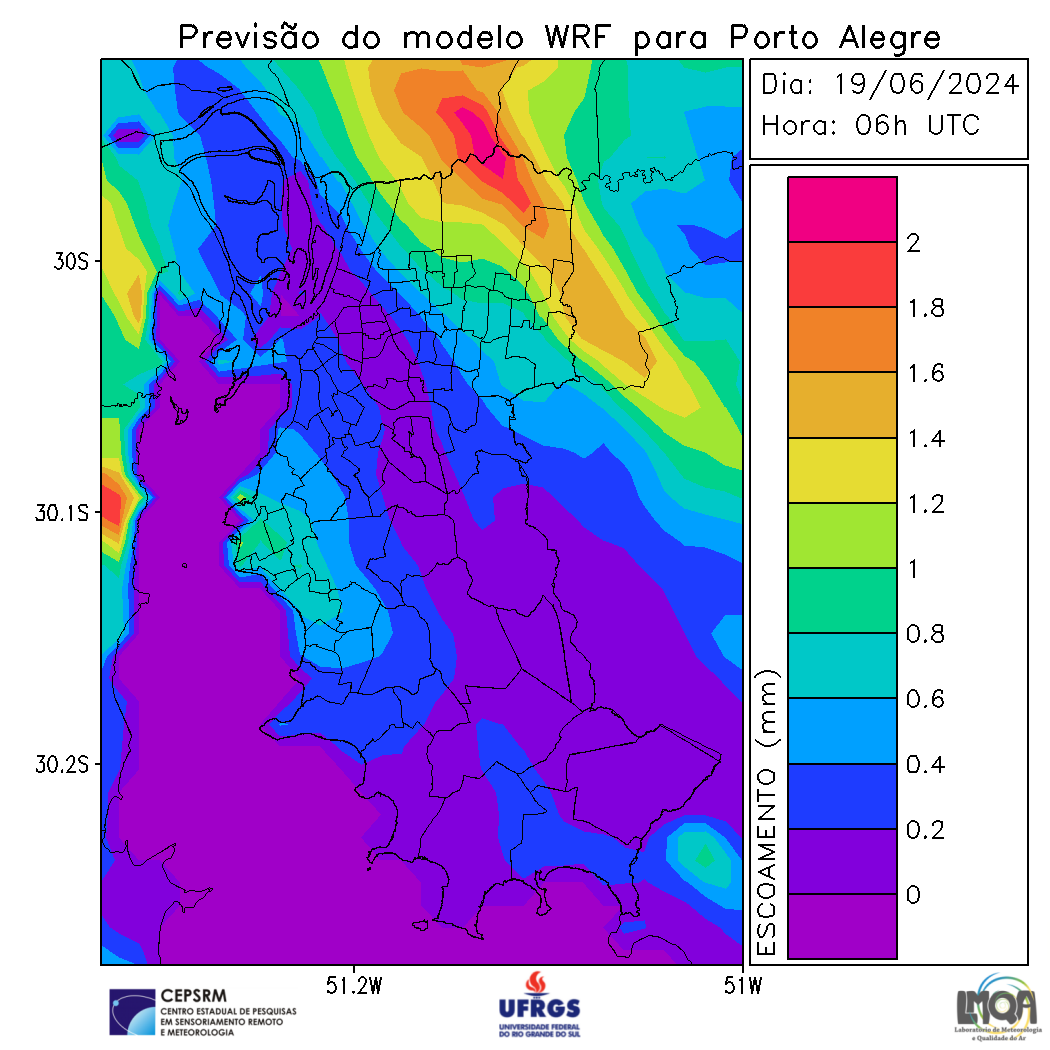 Previsão do modelo WRF para Porto Alegre
Dia: 19/06/2024
Hora: 06h UTC
30S
30.1S
30.2S
51.2W
51W
ESCOAMENTO (mm)
2
1.8
1.6
1.4
1.2
1
0.8
0.6
0.4
0.2
0
CEPSRM
CENTRO ESTADUAL DE PESQUISAS
EM SENSORIAMENTO REMOTO
E METEOROLOGIA
UFRGS
UNIVERSIDADE FEDERAL
DO RIO GRANDE DO SUL
LMQA
Laboratório de Meteorologia
e Qualidade do Ar